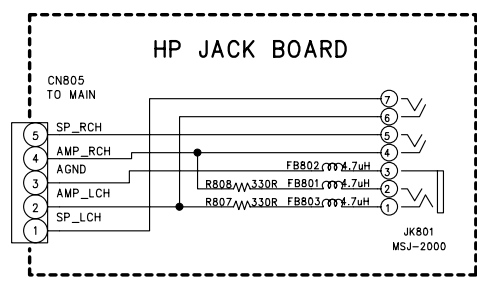 HP JACK BOARD
CN805
TO MAIN
7
6
5 SP_RCH 5
4 AMP_RCH 4
AGND FB802 4.7uH 3
3
R808 330R FB801 4.7uH 2
AMP_LCH
2 R807 330R FB803 4.7uH 1
SP_LCH
1
JK801
MSJ-2000